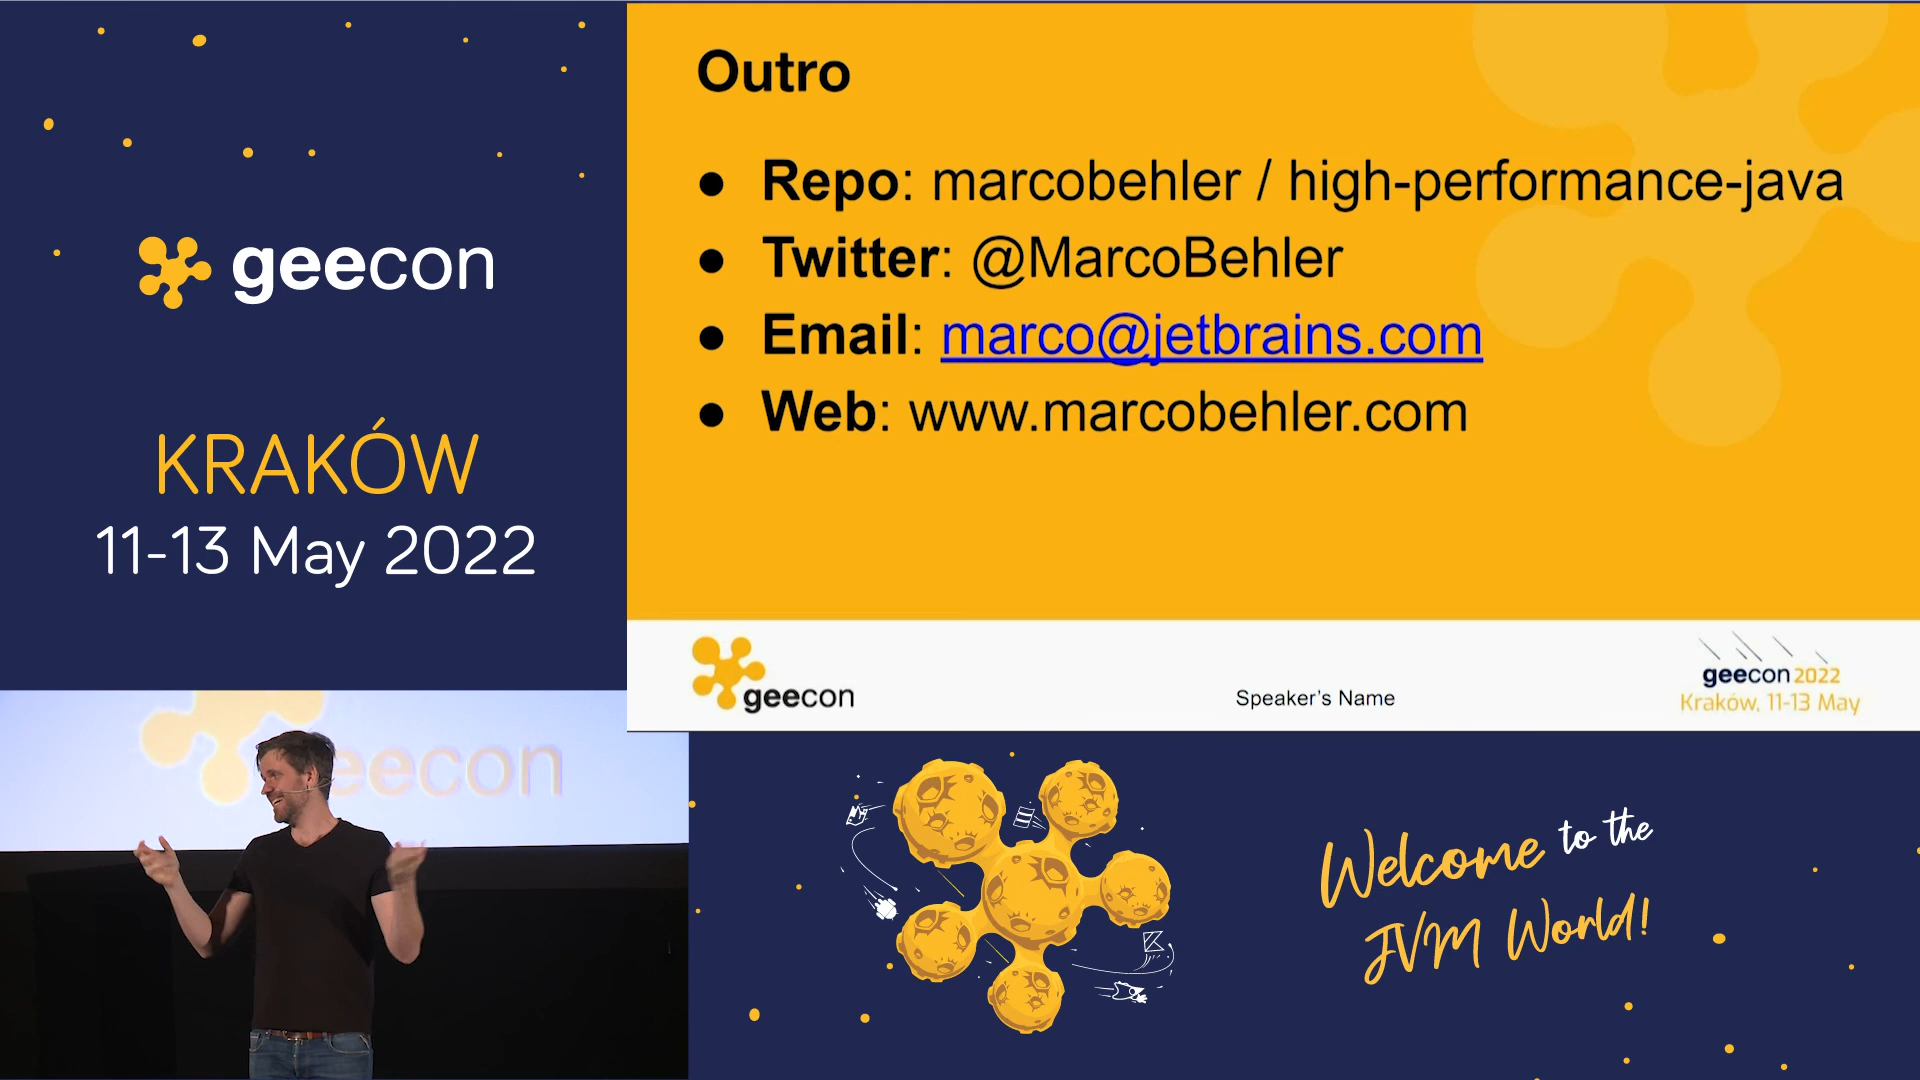 geecon
KRAKÓW
11-13 May 2022
Outro
● Repo: marcobehler / high-performance-java
● Twitter: @MarcoBehler
● Email: marco@jetbrains.com
● Web: www.marcobehler.com
geecon
Speaker's Name
geecon 2022
Kraków, 11-13 May
eecon
Welcome to the
JVM World!